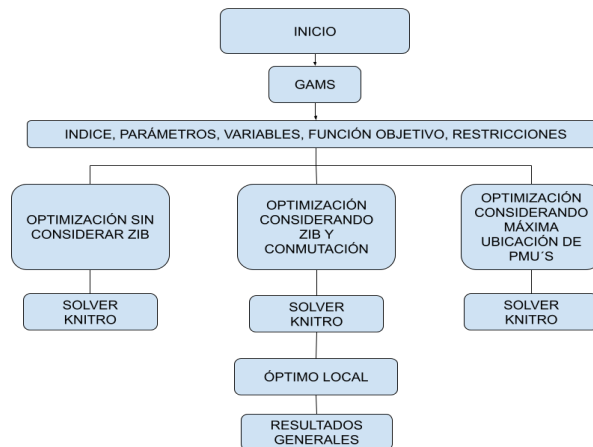 INICIO
GAMS
INDICE, PARÁMETROS, VARIABLES, FUNCIÓN OBJETIVO, RESTRICCIONES
OPTIMIZACIÓN SIN
CONSIDERAR ZIB
OPTIMIZACIÓN
CONSIDERANDO
ZIB Y
CONMUTACIÓN
OPTIMIZACIÓN
CONSIDERANDO
MÁXIMA
UBICACIÓN DE
PMU´S
SOLVER
KNITRO
SOLVER
KNITRO
SOLVER
KNITRO
ÓPTIMO LOCAL
RESULTADOS
GENERALES